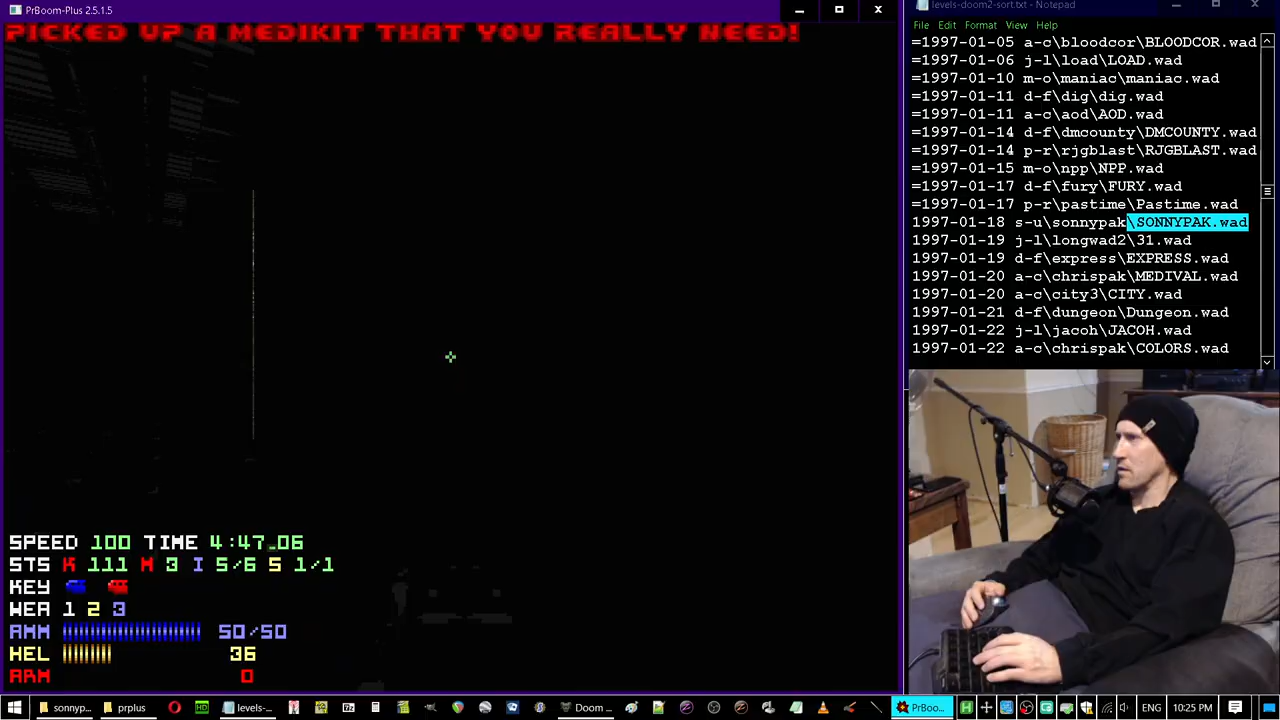 PrBoom-Plus 2.5.1.5
PICKED UP A MEDIKIT THAT YOU REALLY NEED!
SPEED 100 TIME 4:47.06
STS K 111 M 3 I 5/6 S 1/1
KEY
WEA 1 2 3
AMM 50/50
HEL 36
ARM 0
levels-doom2-sort.txt - Notepad
File Edit Format View Help
=1997-01-05 a-c\bloodcor\BLOODCOR.wad
=1997-01-06 j-l\load\LOAD.wad
=1997-01-10 m-o\maniac\maniac.wad
=1997-01-11 d-f\dig\dig.wad
=1997-01-11 a-c\aod\AOD.wad
=1997-01-14 d-f\dmcounty\DMCOUNTY.wad
=1997-01-14 p-r\rjgblast\RJGBLAST.wad
=1997-01-15 m-o\npp\NPP.wad
=1997-01-17 d-f\fury\FURY.wad
=1997-01-17 p-r\pastime\Pastime.wad
1997-01-18 s-u\sonnypak\SONNYPAK.wad
1997-01-19 j-l\longwad2\31.wad
1997-01-19 d-f\express\EXPRESS.wad
1997-01-20 a-c\chrispak\MEDIVAL.wad
1997-01-20 a-c\city3\CITY.wad
1997-01-21 d-f\dungeon\Dungeon.wad
1997-01-22 j-l\jacoh\JACOH.wad
1997-01-22 a-c\chrispak\COLORS.wad
sonnyp... prplus HD levels-... Doom ... PrBoo... 10:25 PM